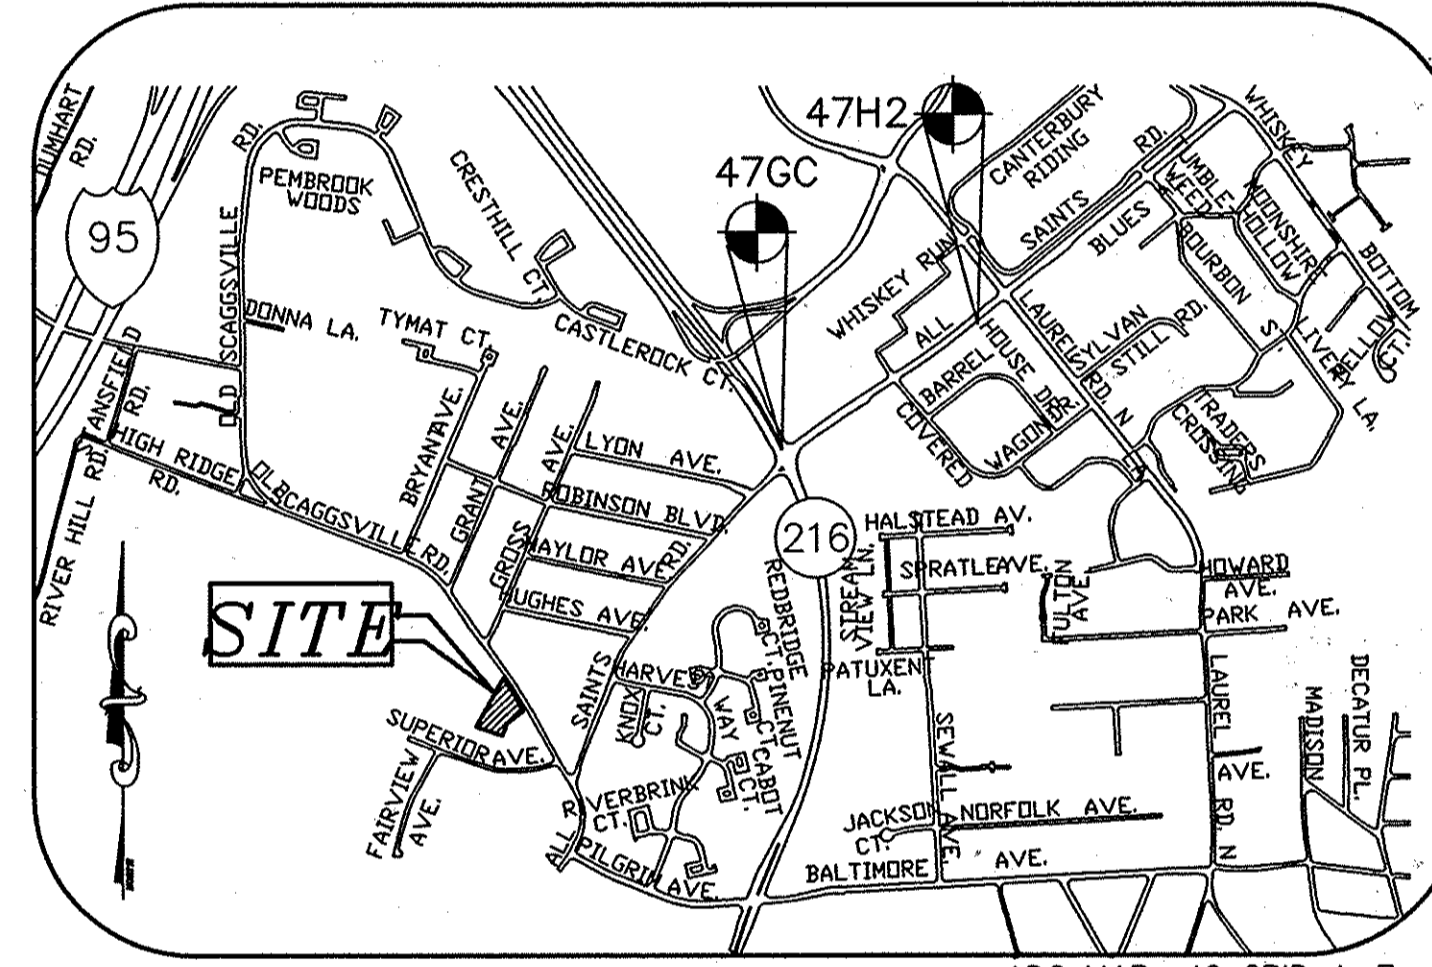 DUMHART
RD.
95
RD.
PEMBROOK
WOODS
OLD SCAGGSVILLE
CRESTHILL CT.
CASTLEROCK CT.
DONNA LA.
TYMAT CT.
STANSFIELD
RD.
HIGH RIDGE
RD.
RIVER HILL RD.
OLD SCAGGSVILLE RD.
BRYANT AVE.
GRANT AVE.
GROSS AVE.
LYON AVE.
ROBINSON BLVD.
NAYLOR AVE.
HUGHES AVE.
ALL SAINTS RD.
SITE
SUPERIOR AVE.
FAIRVIEW
AVE.
HARVEST
WAY
KNOX
CT.
REDBRIDGE
CT.
PINENUT
CT.
CABOT
CT.
RIVERBRINK
CT.
PILGRIM AVE.
216
47GC
47H2
CANTERBURY
RIDING
ALL SAINTS RD.
WHISKEY RUN
BLUES
TUMBLE-
WEED
MOONSHINE
HOLLOW
WHISKEY BOTTOM
BOURBON ST.
LIVERY LA.
CT.
LAUREL RD. N
SYLVAN
STILL RD.
HOUSE DR.
BARREL
COVERED
WAGON DR.
TRADERS
CROSSING
HALSTEAD AV.
STREAM
VIEW LN.
SPRATLEAVE.
FULTON
AVE.
HOWARD
AVE.
PARK AVE.
PATUXENT
LA.
SEWALL AVE.
LAUREL
RD. N
AVE.
MADISON
DECATUR PL.
JACKSON
CT.
NORFOLK AVE.
BALTIMORE AVE.